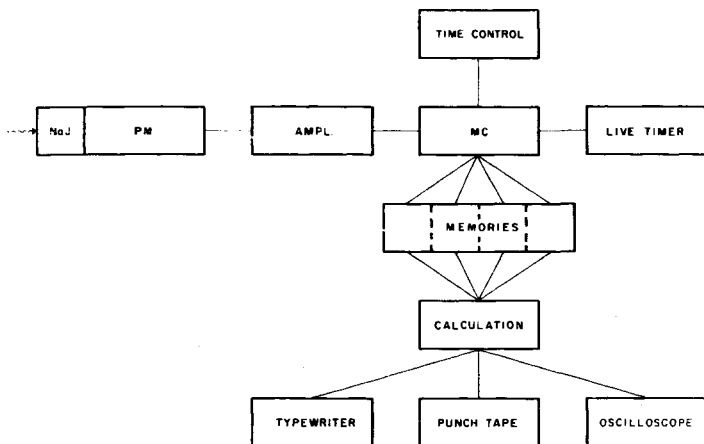 TIME CONTROL
NaJ
PM
AMPL.
MC
LIVE TIMER
MEMORIES
CALCULATION
TYPEWRITER
PUNCH TAPE
OSCILLOSCOPE